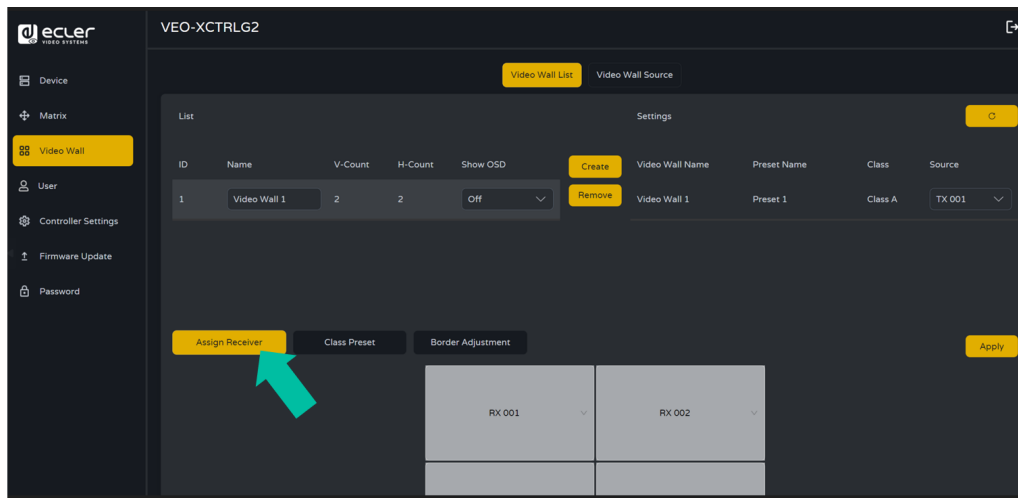 ecler
VIDEO SYSTEMS
VEO-XCTRLG2
Device
Matrix
Video Wall
User
Controller Settings
Firmware Update
Password
Video Wall List Video Wall Source
List
ID Name V-Count H-Count Show OSD
1 Video Wall 1 2 2 Off
Create
Remove
Settings
Video Wall Name Preset Name Class Source
Video Wall 1 Preset 1 Class A TX 001
Assign Receiver Class Preset Border Adjustment Apply
RX 001 RX 002